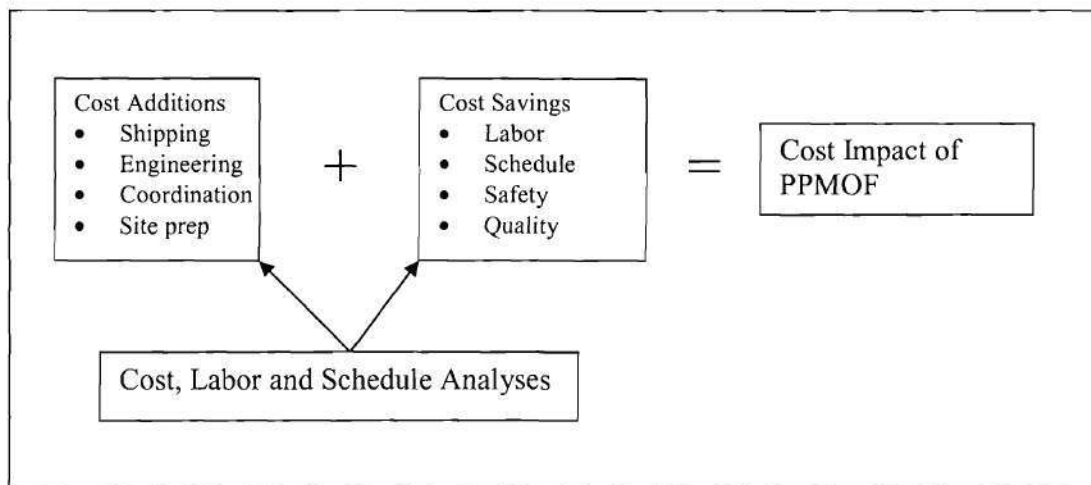 Cost Additions
• Shipping
• Engineering
• Coordination
• Site prep
+
Cost Savings
• Labor
• Schedule
• Safety
• Quality
=
Cost Impact of
PPMOF
Cost, Labor and Schedule Analyses